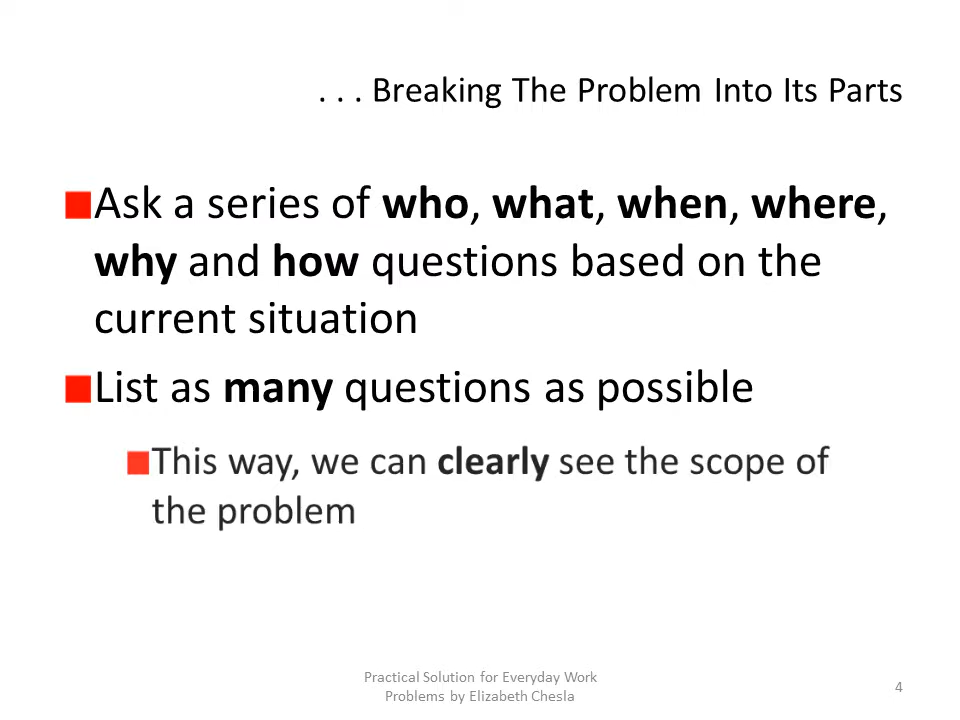 . . . Breaking The Problem Into Its Parts
Ask a series of who, what, when, where,
why and how questions based on the
current situation
List as many questions as possible
This way, we can clearly see the scope of
the problem
Practical Solution for Everyday Work
Problems by Elizabeth Chesla
4